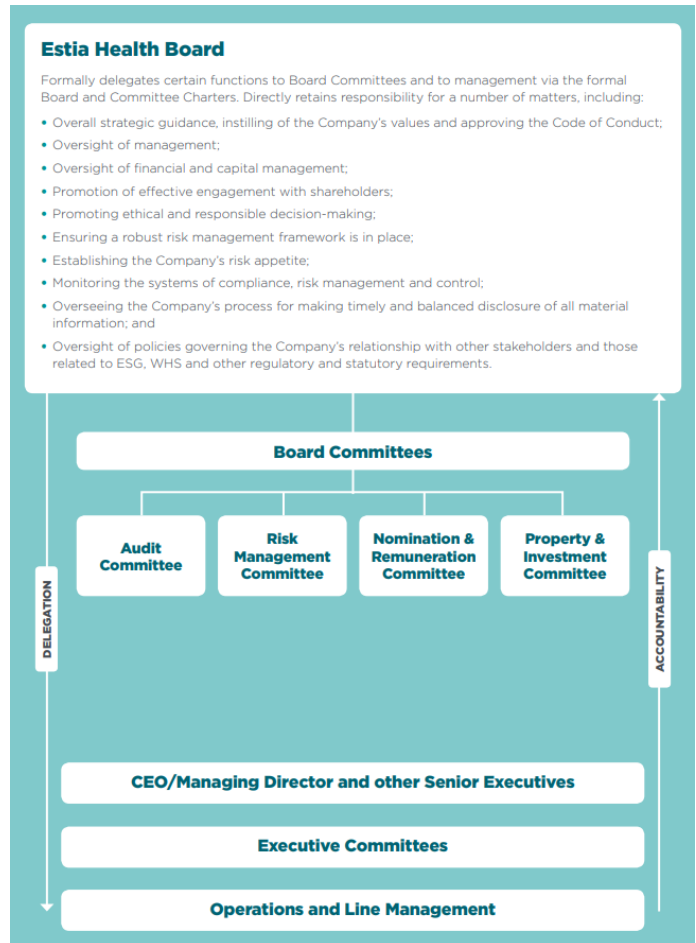 Estia Health Board
Formally delegates certain functions to Board Committees and to management via the formal
Board and Committee Charters. Directly retains responsibility for a number of matters, including:
• Overall strategic guidance, instilling of the Company’s values and approving the Code of Conduct;
• Oversight of management;
• Oversight of financial and capital management;
• Promotion of effective engagement with shareholders;
• Promoting ethical and responsible decision-making;
• Ensuring a robust risk management framework is in place;
• Establishing the Company’s risk appetite;
• Monitoring the systems of compliance, risk management and control;
• Overseeing the Company’s process for making timely and balanced disclosure of all material
information; and
• Oversight of policies governing the Company’s relationship with other stakeholders and those
related to ESG, WHS and other regulatory and statutory requirements.
Board Committees
Audit
Committee
Risk
Management
Committee
Nomination &
Remuneration
Committee
Property &
Investment
Committee
DELEGATION
ACCOUNTABILITY
CEO/Managing Director and other Senior Executives
Executive Committees
Operations and Line Management